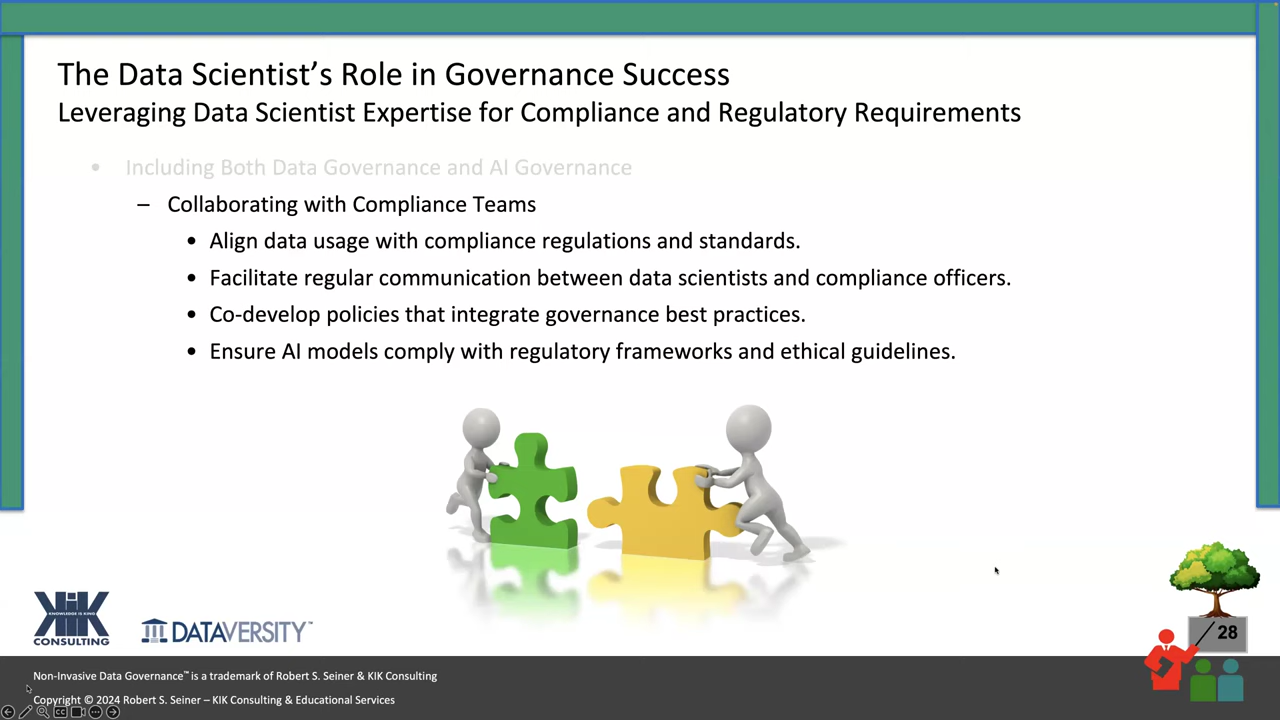 The Data Scientist’s Role in Governance Success
Leveraging Data Scientist Expertise for Compliance and Regulatory Requirements
• Including Both Data Governance and AI Governance
– Collaborating with Compliance Teams
• Align data usage with compliance regulations and standards.
• Facilitate regular communication between data scientists and compliance officers.
• Co-develop policies that integrate governance best practices.
• Ensure AI models comply with regulatory frameworks and ethical guidelines.
KIK
KNOWLEDGE IS KING
CONSULTING
DATAVERSITY™
28
Non-Invasive Data Governance™ is a trademark of Robert S. Seiner & KIK Consulting
Copyright © 2024 Robert S. Seiner – KIK Consulting & Educational Services